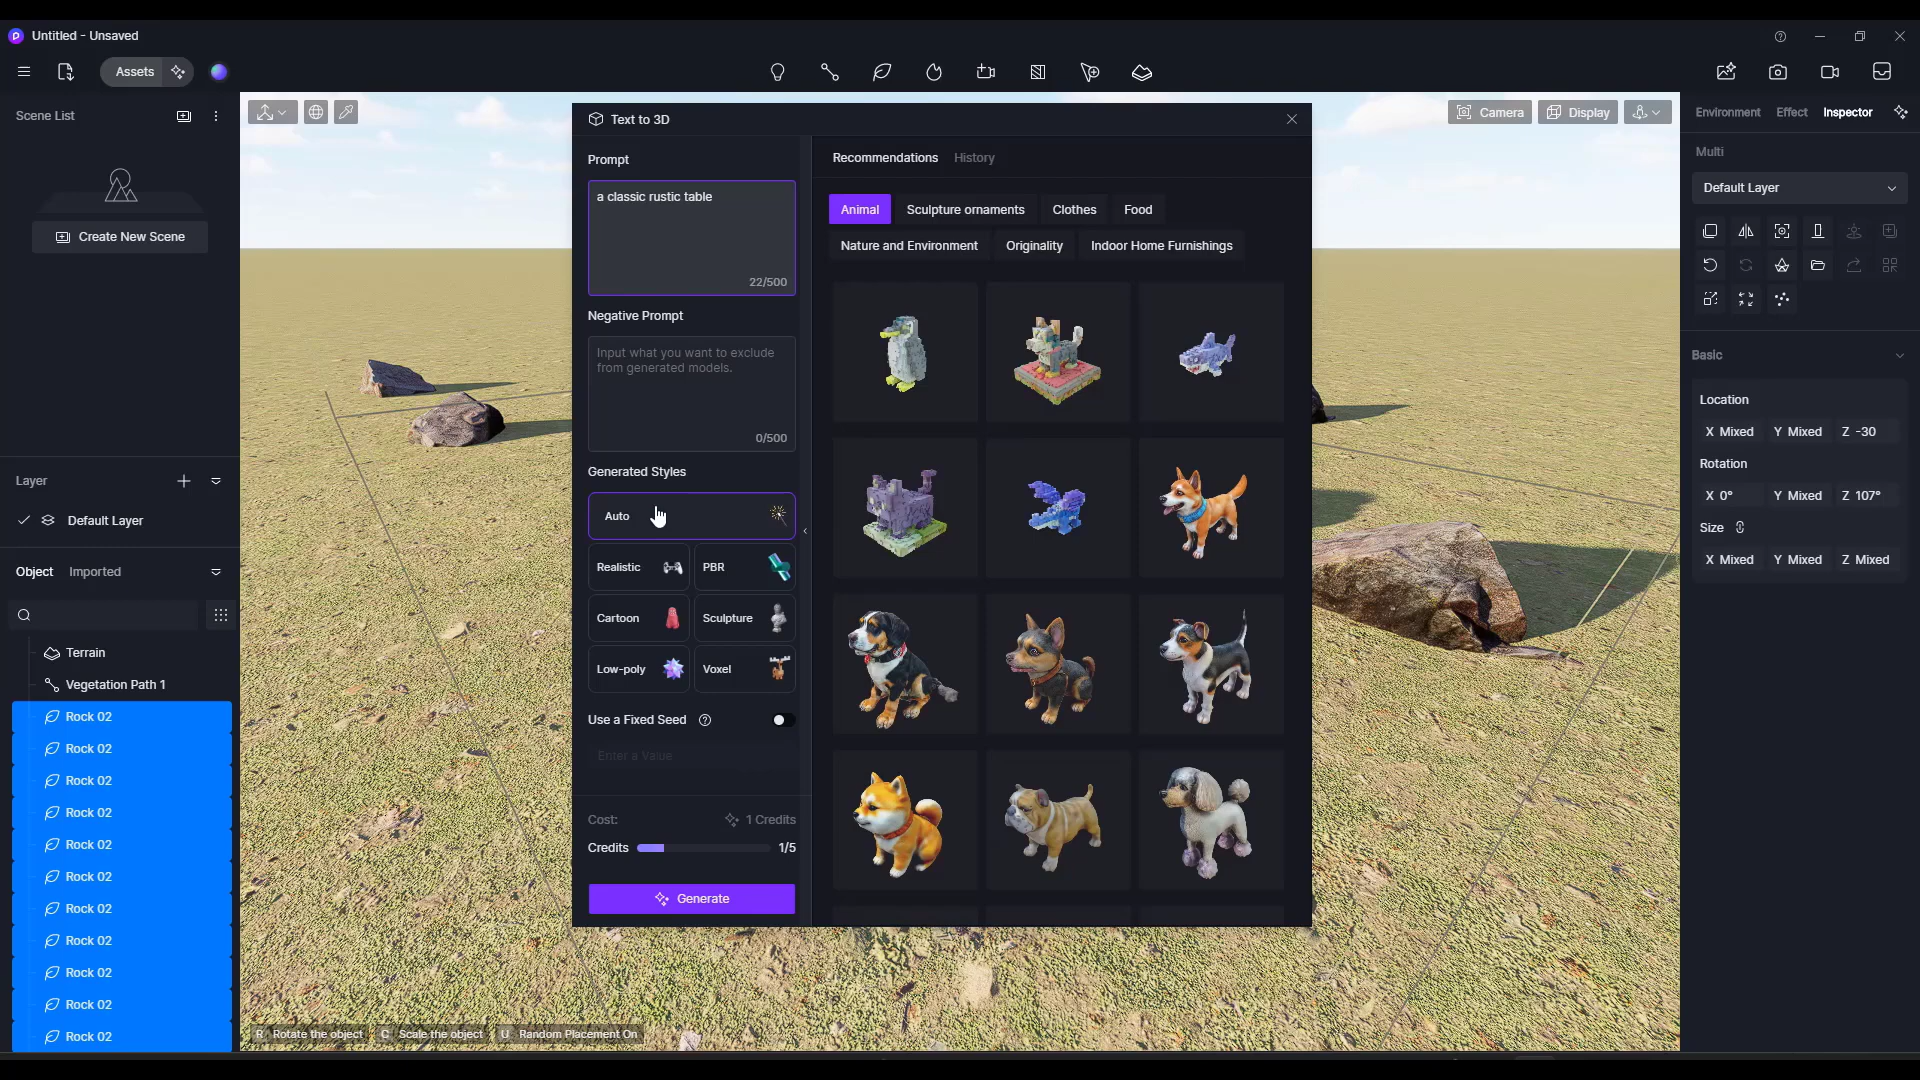 Untitled - Unsaved
Assets
Scene List
Create New Scene
Layer
Default Layer
Object Imported
Terrain
Vegetation Path 1
Rock 02
Rock 02
Rock 02
Rock 02
Rock 02
Rock 02
Rock 02
Rock 02
Rock 02
Rock 02
Rock 02
Text to 3D
Prompt
a classic rustic table
22/500
Negative Prompt
Input what you want to exclude
from generated models.
0/500
Generated Styles
Auto
Realistic PBR
Cartoon Sculpture
Low-poly Voxel
Use a Fixed Seed
Enter a Value
Cost: 1 Credits
Credits 1/5
Generate
Recommendations History
Animal Sculpture ornaments Clothes Food
Nature and Environment Originality Indoor Home Furnishings
Camera Display
R Rotate the object C Scale the object U Random Placement On
Environment Effect Inspector
Multi
Default Layer
Basic
Location
X Mixed Y Mixed Z -30
Rotation
X 0° Y Mixed Z 107°
Size
X Mixed Y Mixed Z Mixed